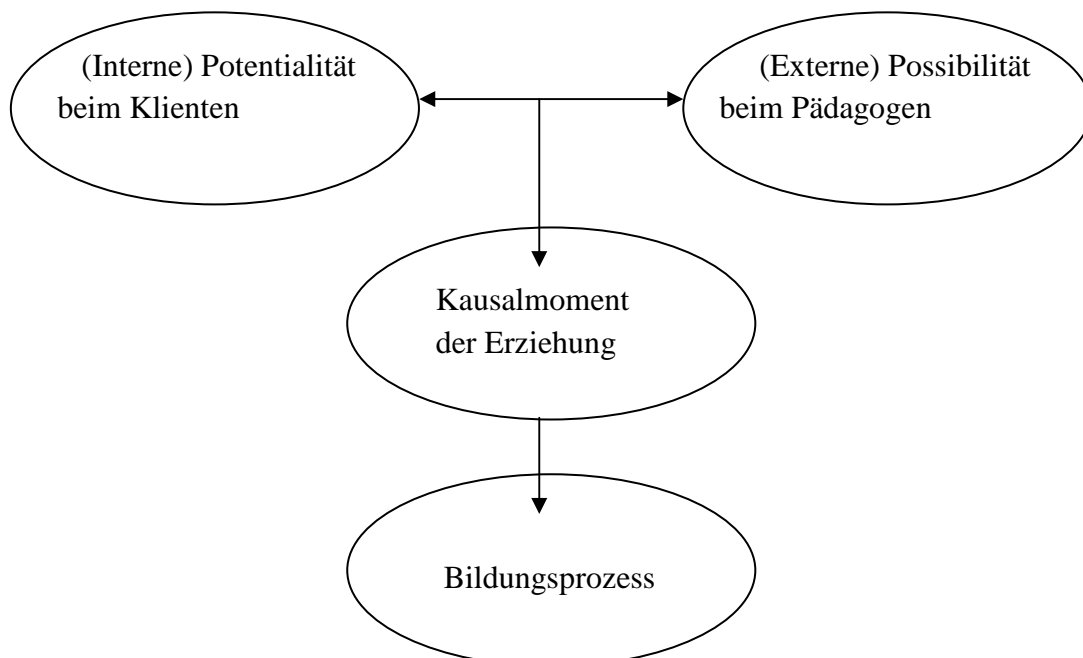 (Interne) Potentialität
beim Klienten
(Externe) Possibilität
beim Pädagogen
Kausalmoment
der Erziehung
Bildungsprozess